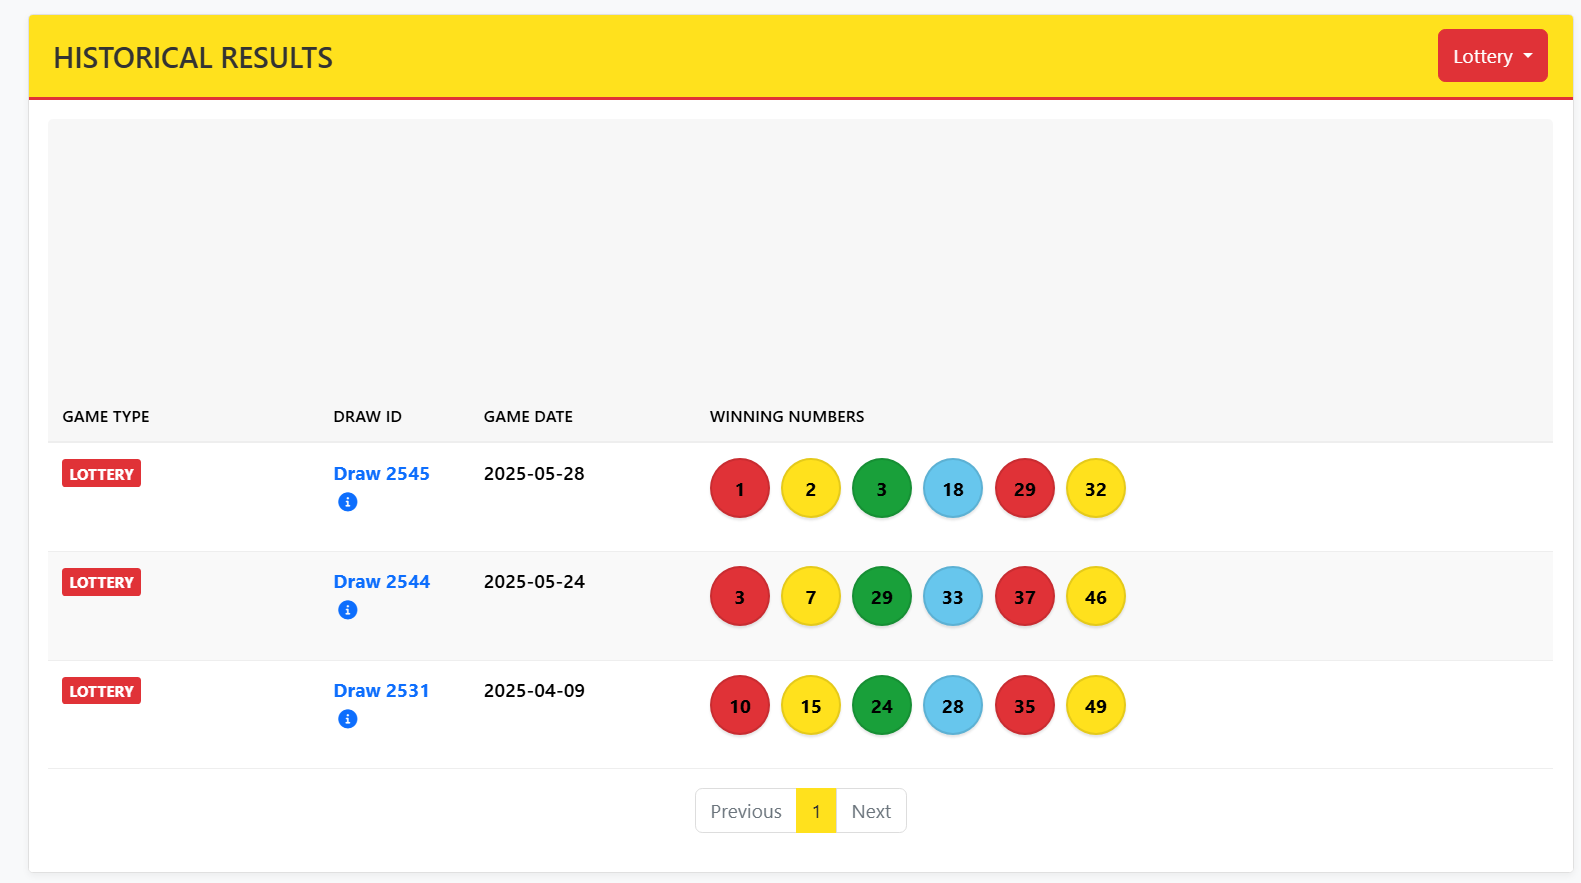 HISTORICAL RESULTS
Lottery
GAME TYPE DRAW ID GAME DATE WINNING NUMBERS
LOTTERY Draw 2545 2025-05-28 1 2 3 18 29 32
LOTTERY Draw 2544 2025-05-24 3 7 29 33 37 46
LOTTERY Draw 2531 2025-04-09 10 15 24 28 35 49
Previous 1 Next